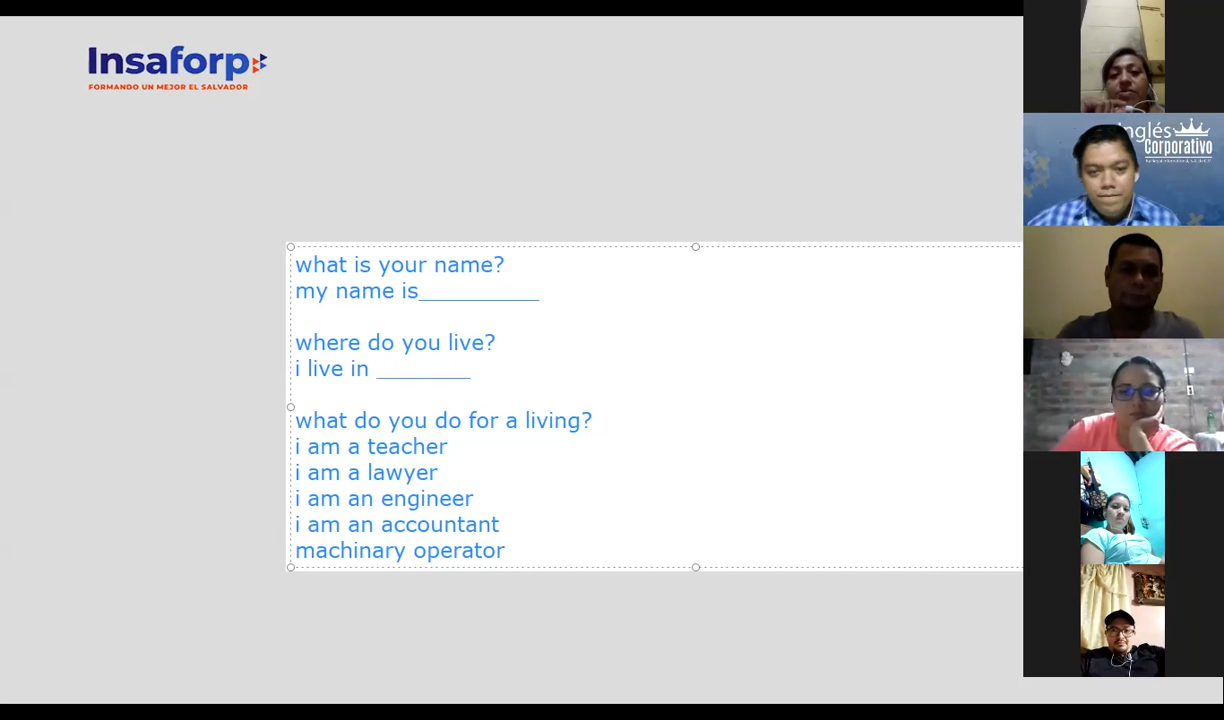 Insaforp
FORMANDO UN MEJOR EL SALVADOR
what is your name?
my name is__________
where do you live?
i live in ________
what do you do for a living?
i am a teacher
i am a lawyer
i am an engineer
i am an accountant
machinary operator
Inglés
Corporativo